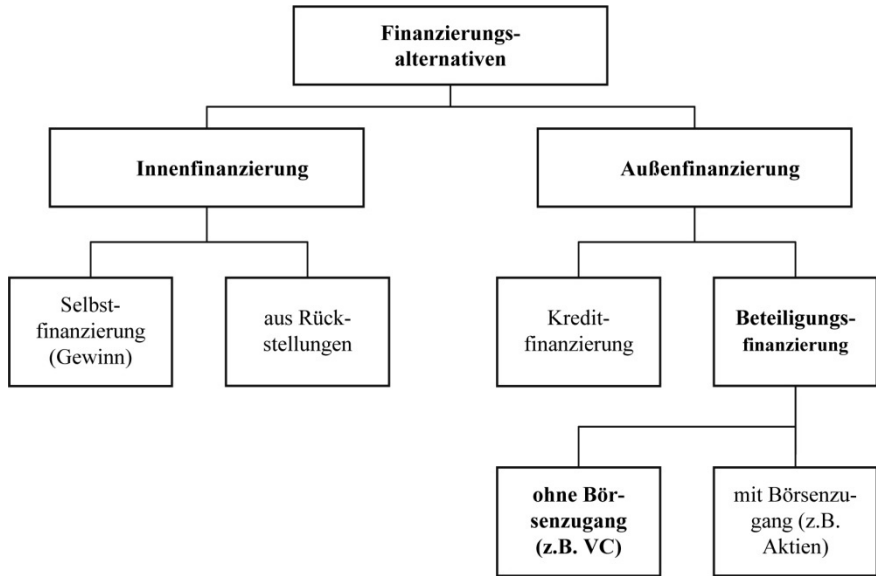 Finanzierungs-
alternativen
Innenfinanzierung
Außenfinanzierung
Selbst-
finanzierung
(Gewinn)
aus Rück-
stellungen
Kredit-
finanzierung
Beteiligungs-
finanzierung
ohne Bör-
senzugang
(z.B. VC)
mit Börsenzu-
gang (z.B.
Aktien)